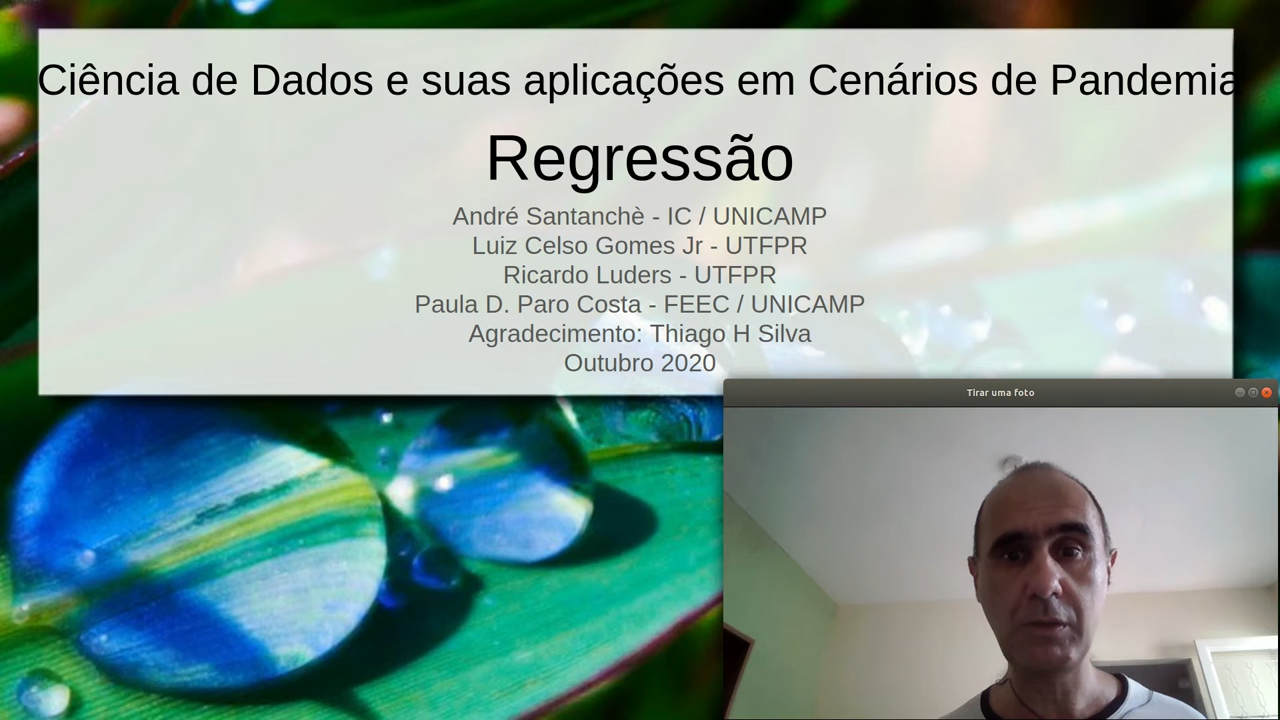 Ciência de Dados e suas aplicações em Cenários de Pandemia
Regressão
André Santanchè - IC / UNICAMP
Luiz Celso Gomes Jr - UTFPR
Ricardo Luders - UTFPR
Paula D. Paro Costa - FEEC / UNICAMP
Agradecimento: Thiago H Silva
Outubro 2020
Tirar uma foto